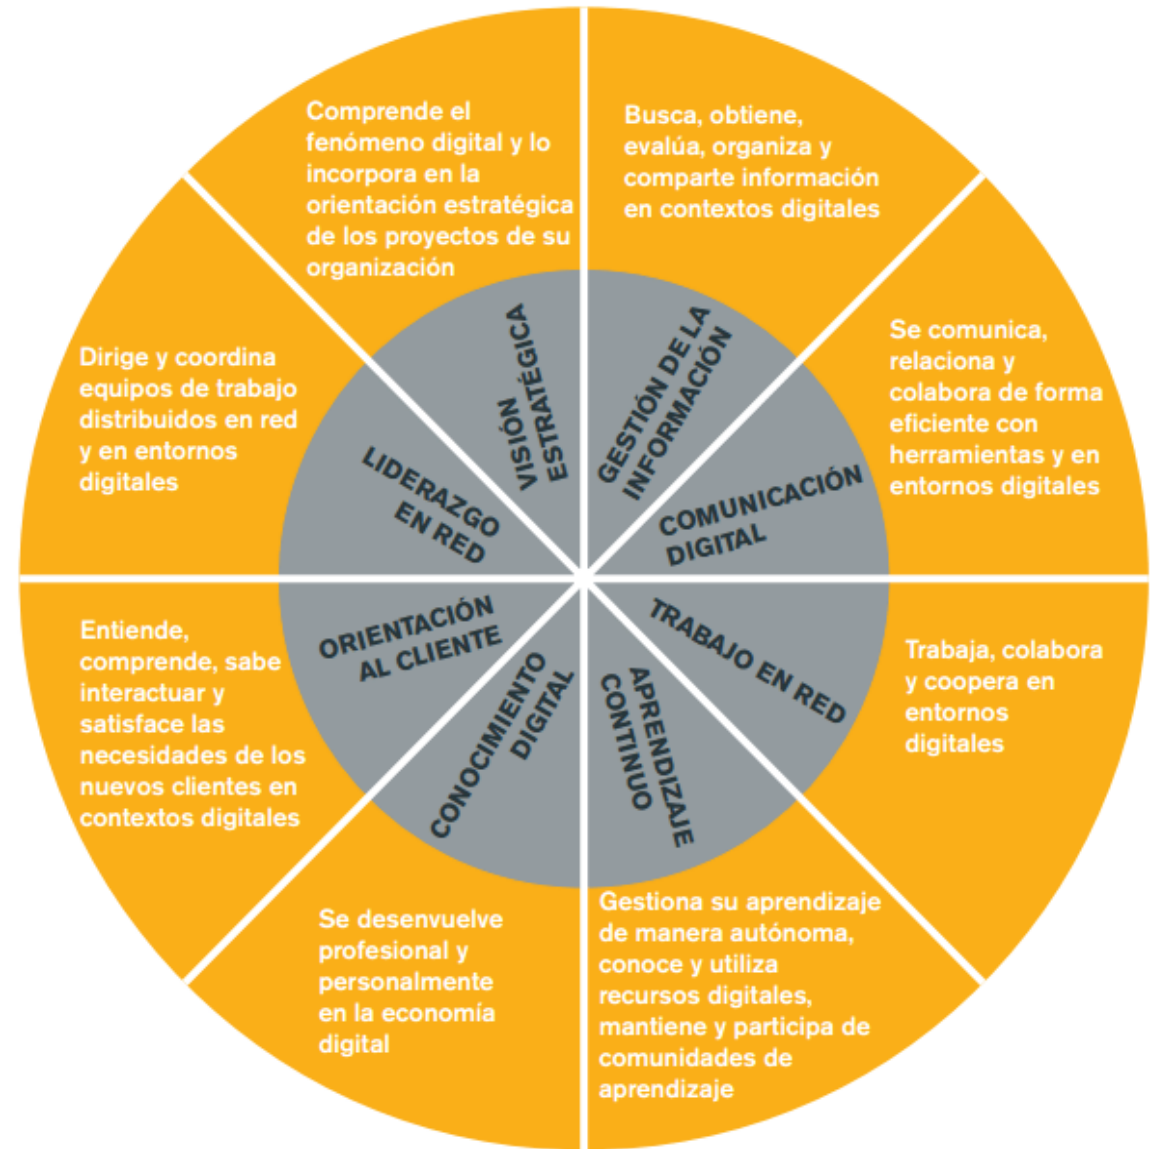 Comprende el
fenómeno digital y lo
incorpora en la
orientación estratégica
de los proyectos de su
organización
VISIÓN
ESTRATÉGICA
Busca, obtiene,
evalúa, organiza y
comparte información
en contextos digitales
GESTIÓN DE LA
INFORMACIÓN
Se comunica,
relaciona y
colabora de forma
eficiente con
herramientas y en
entornos digitales
COMUNICACIÓN
DIGITAL
Trabaja, colabora
y coopera en
entornos
digitales
TRABAJO EN RED
Gestiona su aprendizaje
de manera autónoma,
conoce y utiliza
recursos digitales,
mantiene y participa de
comunidades de
aprendizaje
APRENDIZAJE
CONTINUO
Se desenvuelve
profesional y
personalmente
en la economía
digital
CONOCIMIENTO
DIGITAL
Entiende,
comprende, sabe
interactuar y
satisface las
necesidades de los
nuevos clientes en
contextos digitales
ORIENTACIÓN
AL CLIENTE
Dirige y coordina
equipos de trabajo
distribuidos en red
y en entornos
digitales
LIDERAZGO
EN RED